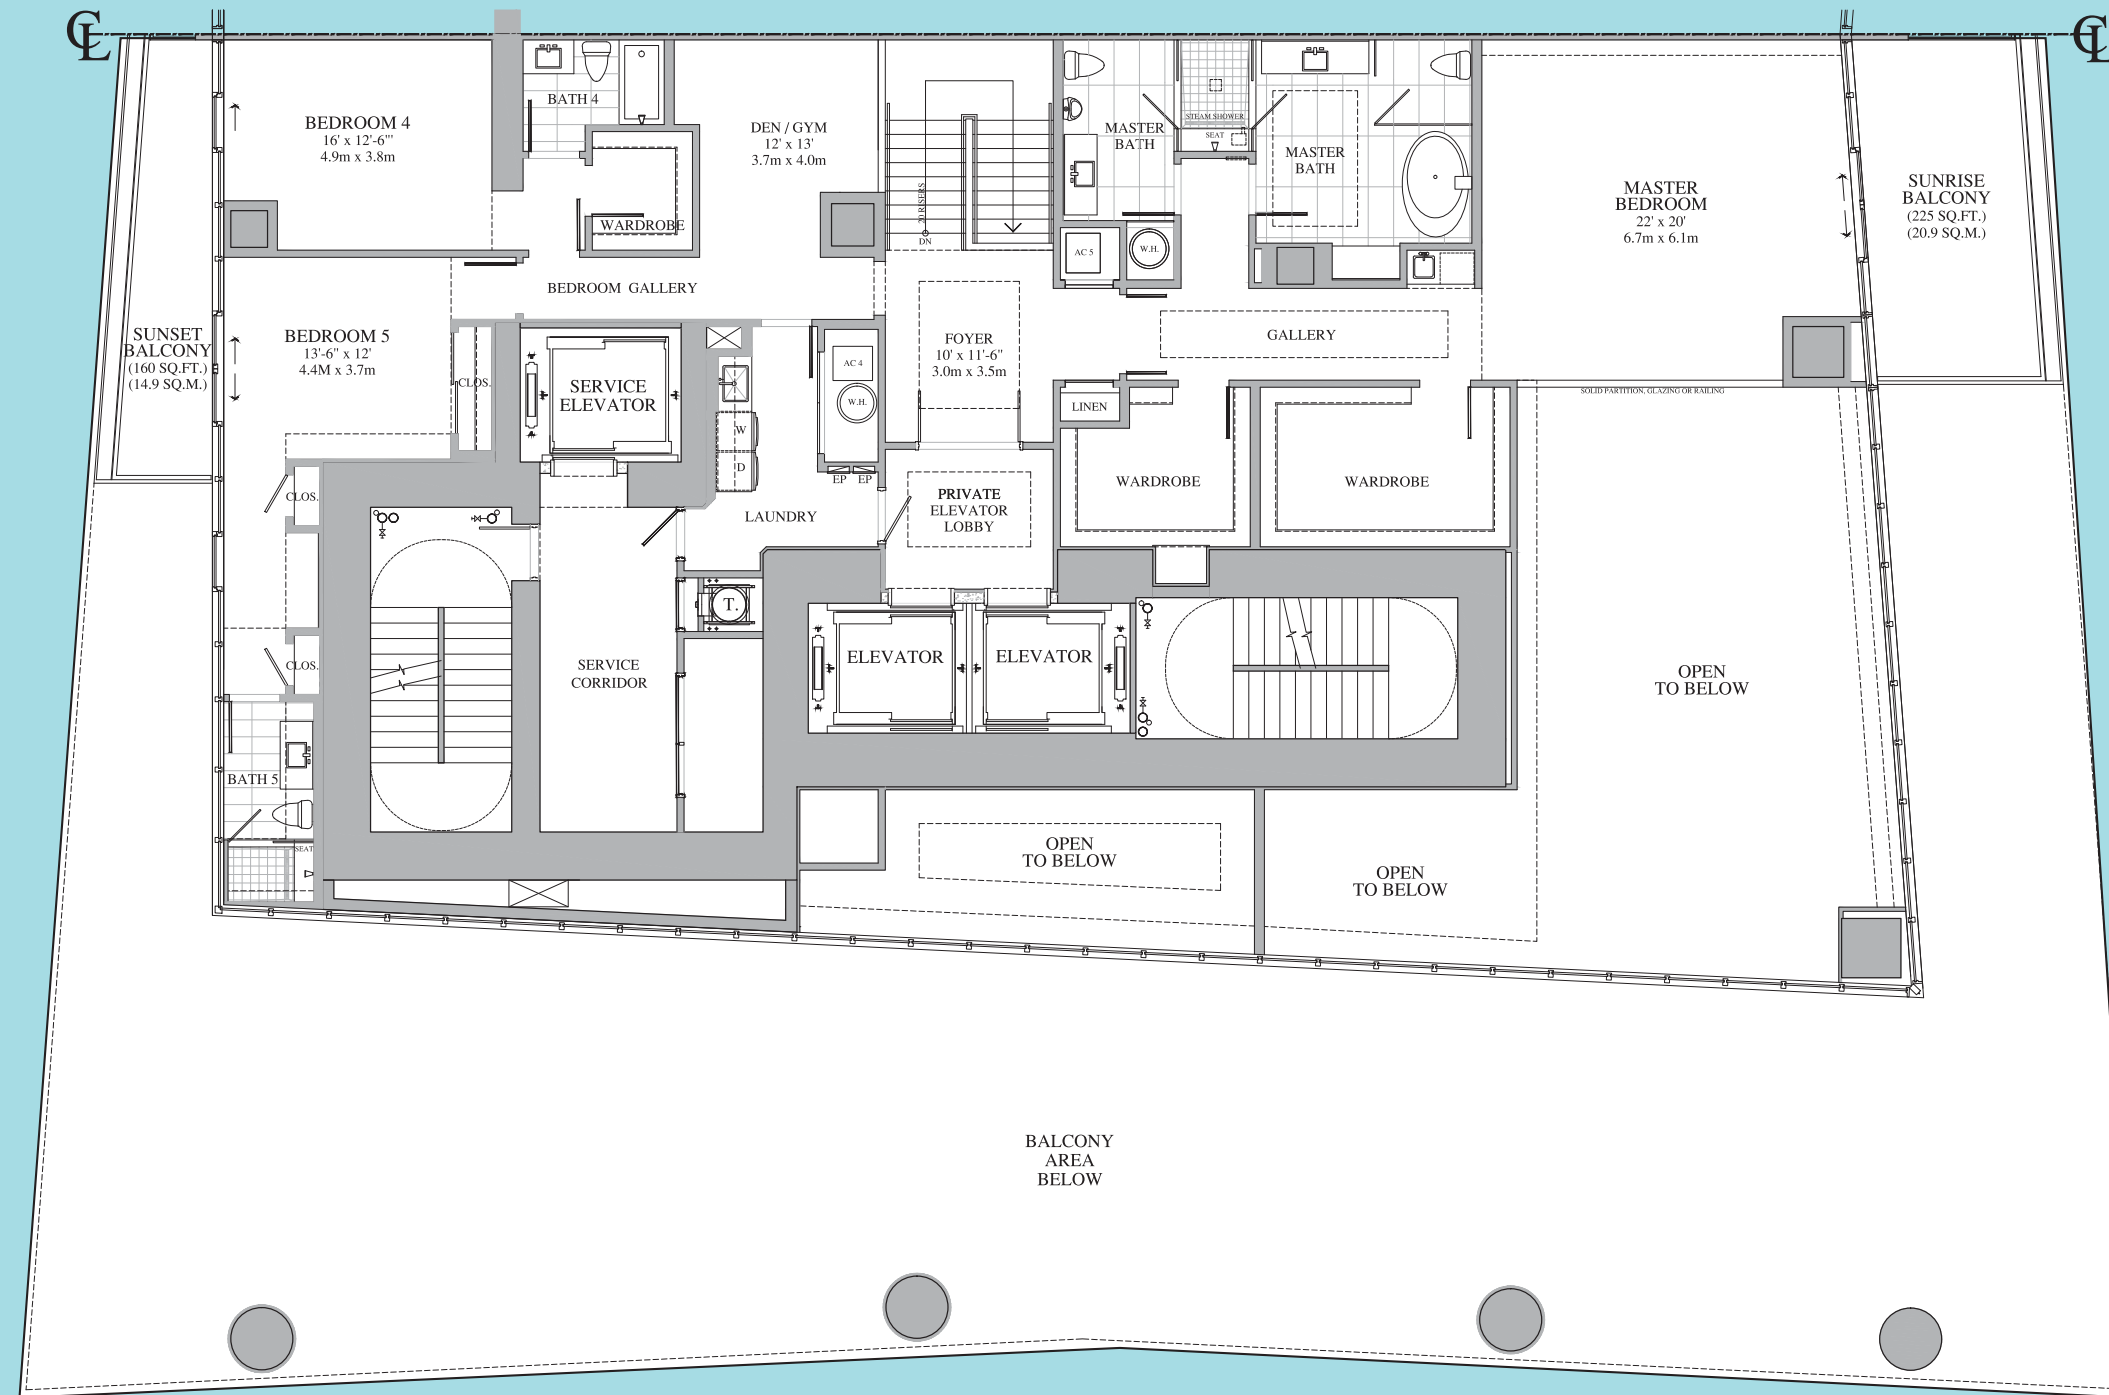 CL
CL
BEDROOM 4
16' x 12'-6'"
4.9m x 3.8m
BATH 4
WARDROBE
DEN / GYM
12' x 13'
3.7m x 4.0m
20 RISERS
DN
MASTER
BATH
STEAM SHOWER
SEAT
MASTER
BATH
MASTER
BEDROOM
22' x 20'
6.7m x 6.1m
SUNRISE
BALCONY
(225 SQ.FT.)
(20.9 SQ.M.)
AC 5
W.H.
BEDROOM GALLERY
SUNSET
BALCONY
(160 SQ.FT.)
(14.9 SQ.M.)
BEDROOM 5
13'-6" x 12'
4.4M x 3.7m
CLOS.
SERVICE
ELEVATOR
W
D
AC 4
W.H.
EP EP
FOYER
10' x 11'-6"
3.0m x 3.5m
GALLERY
LINEN
SOLID PARTITION, GLAZING OR RAILING
CLOS.
LAUNDRY
PRIVATE
ELEVATOR
LOBBY
WARDROBE
WARDROBE
T.
CLOS.
SERVICE
CORRIDOR
ELEVATOR
ELEVATOR
OPEN
TO BELOW
BATH 5
SEAT
OPEN
TO BELOW
OPEN
TO BELOW
BALCONY
AREA
BELOW